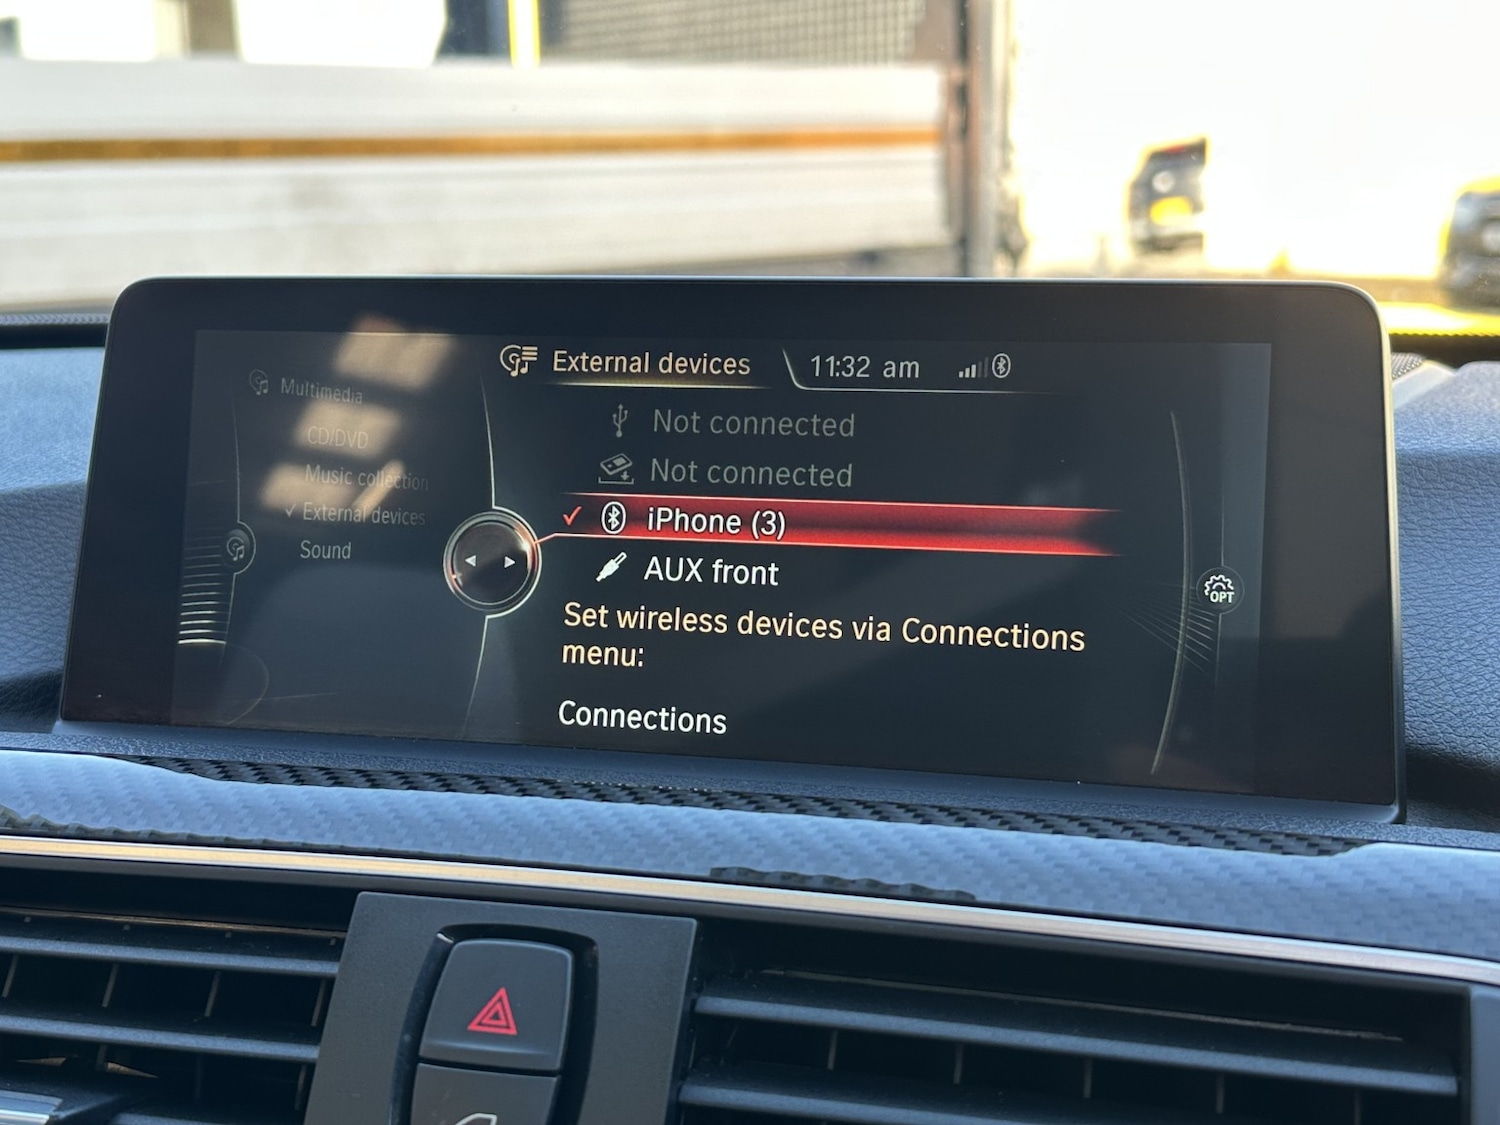 External devices
11:32 am
Multimedia
CD/DVD
Music collection
✓ External devices
Sound
Not connected
Not connected
✓ iPhone (3)
AUX front
Set wireless devices via Connections
menu:
Connections
OPT